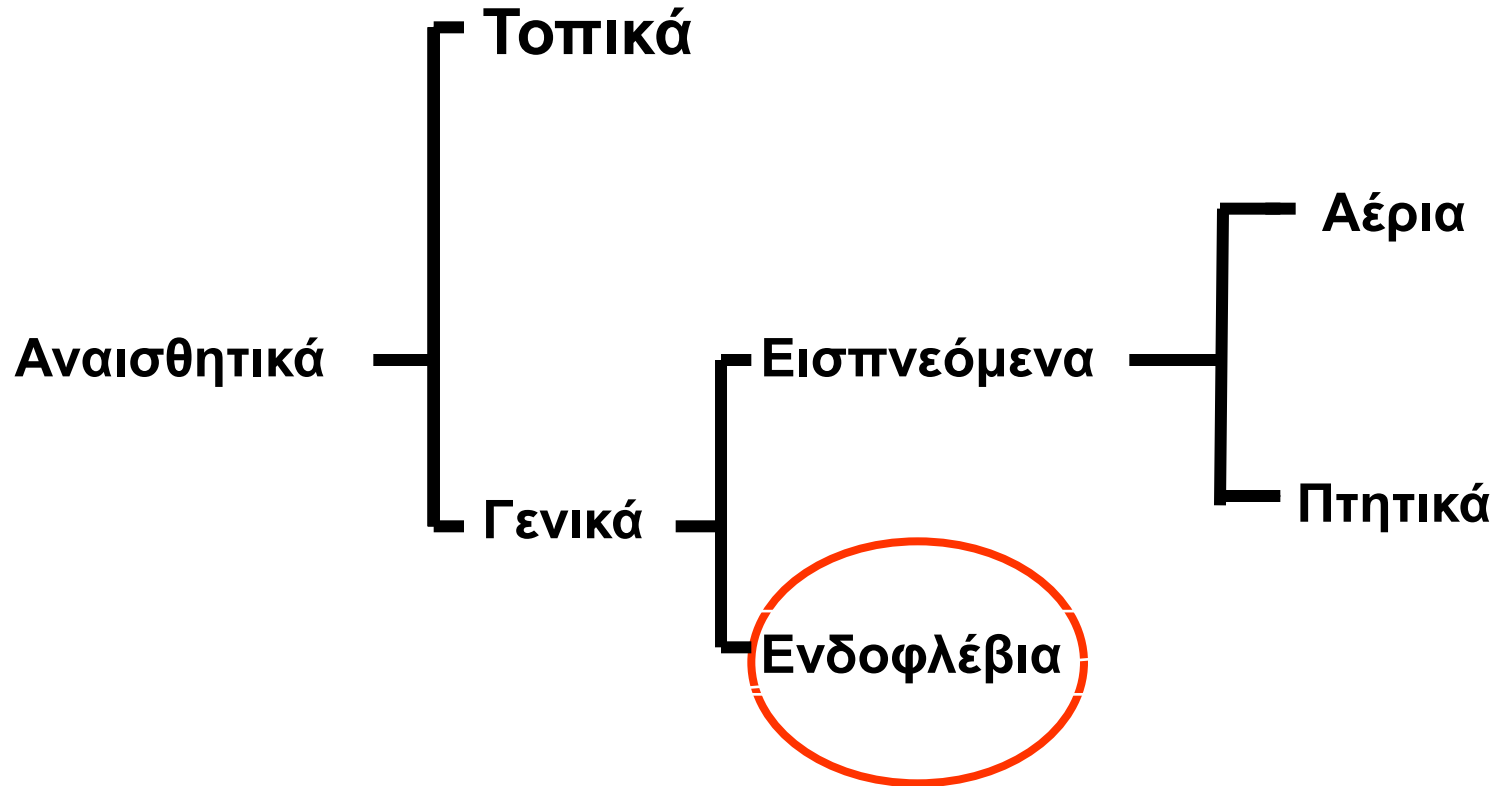 Τοπικά
Αέρια
Αναισθητικά
Εισπνεόμενα
Γενικά
Πτητικά
Ενδοφλέβια